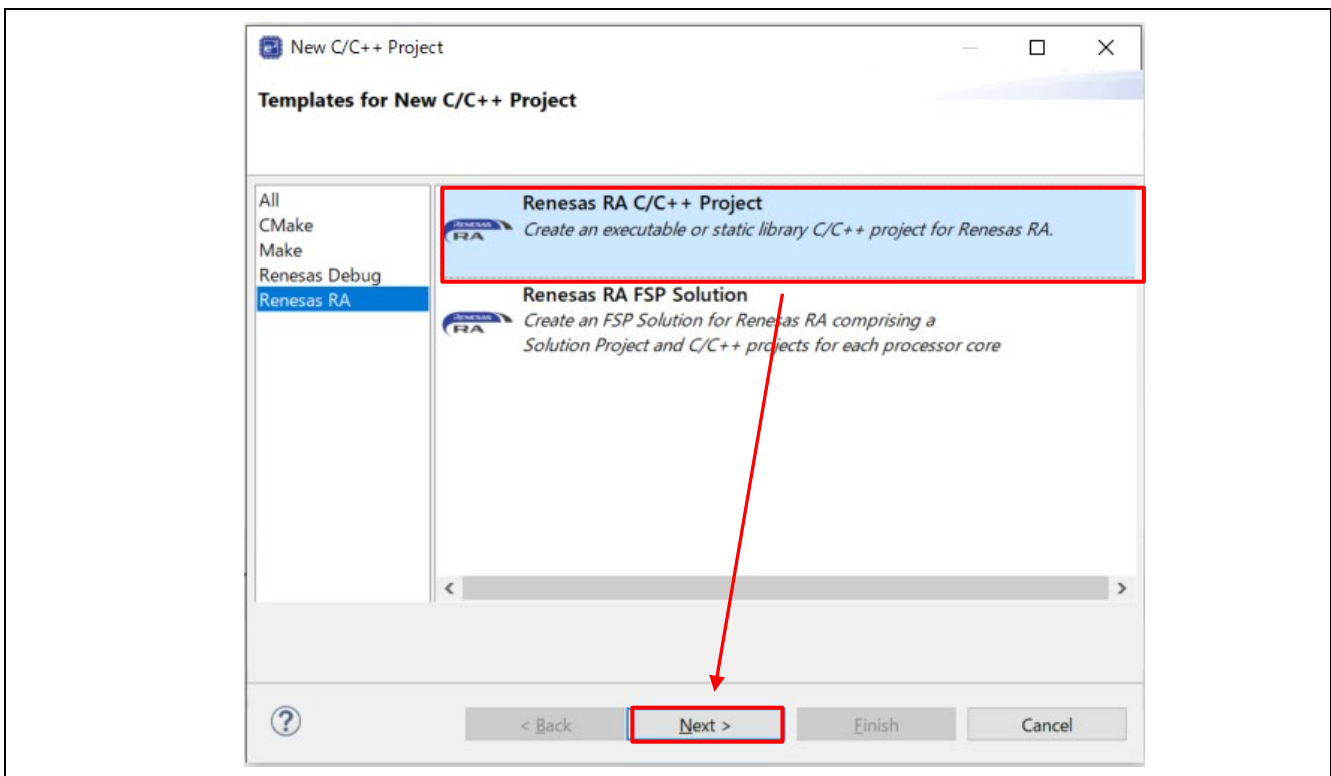 New C/C++ Project
Templates for New C/C++ Project
All
CMake
Make
Renesas Debug
Renesas RA
Renesas RA C/C++ Project
RENESAS
RA
Create an executable or static library C/C++ project for Renesas RA.
Renesas RA FSP Solution
RENESAS
RA
Create an FSP Solution for Renesas RA comprising a
Solution Project and C/C++ projects for each processor core
< Back
Next >
Finish
Cancel